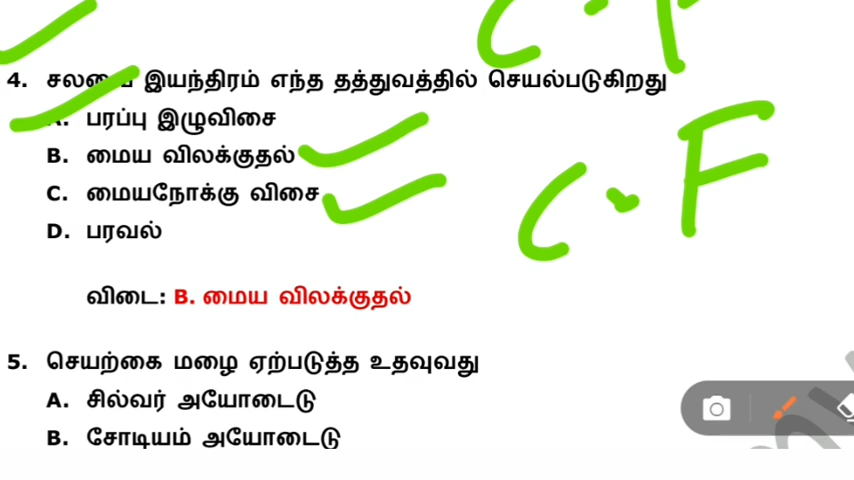 C. F
4. சலவை இயந்திரம் எந்த தத்துவத்தில் செயல்படுகிறது
A. பரப்பு இழுவிசை
B. மைய விலக்குதல்
C. மையநோக்கு விசை
D. பரவல்
C. F
விடை: B. மைய விலக்குதல்
5. செயற்கை மழை ஏற்படுத்த உதவுவது
A. சில்வர் அயோடைடு
B. சோடியம் அயோடைடு